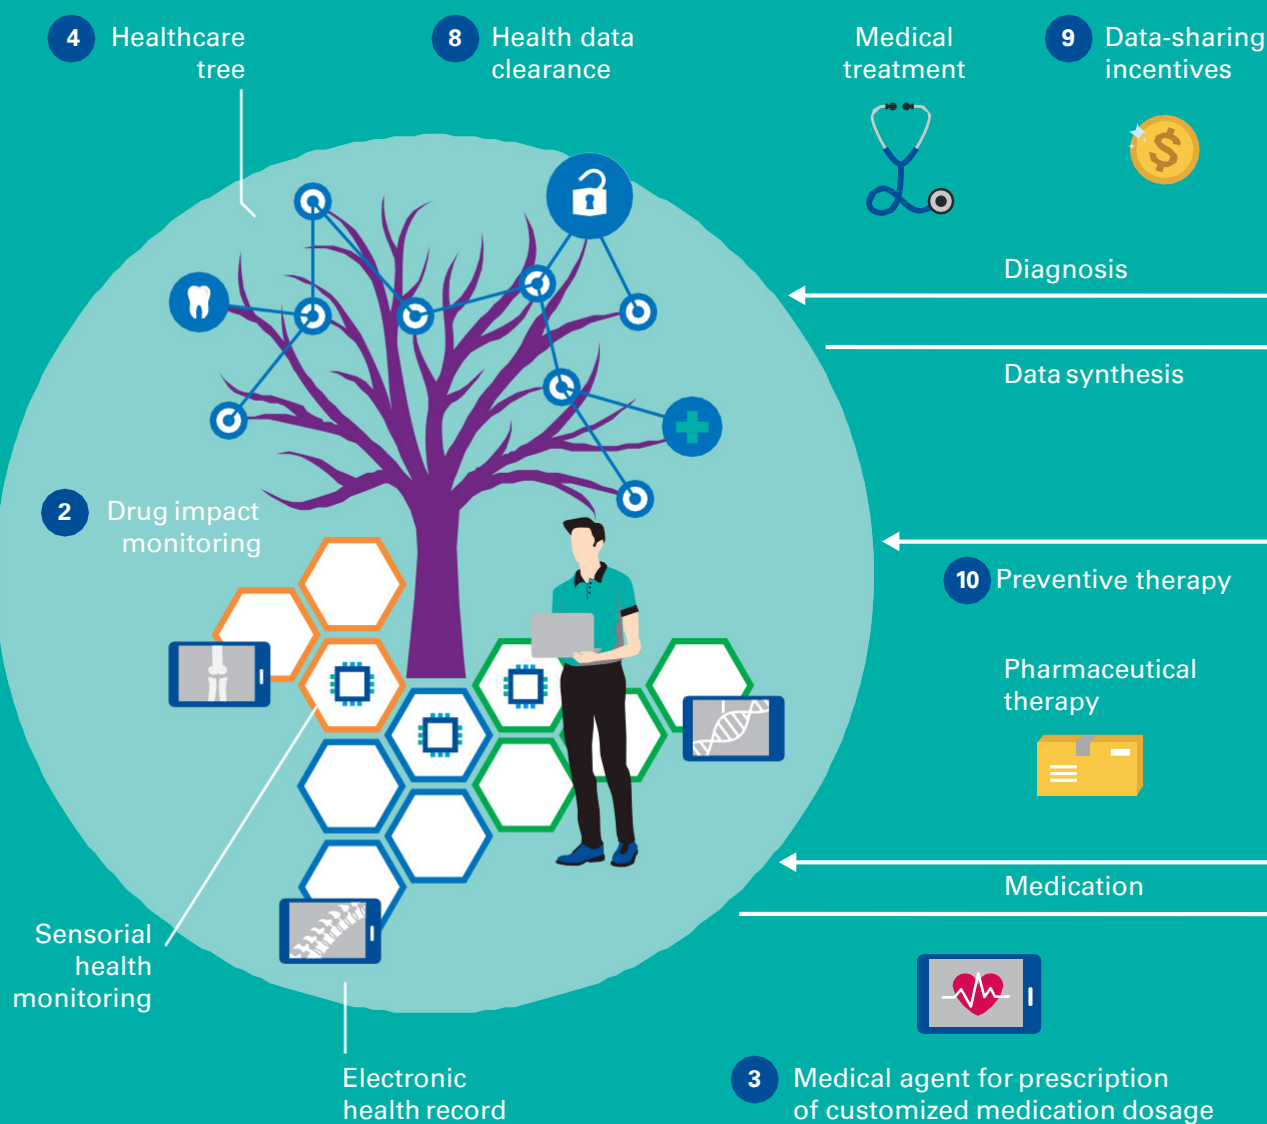 4 Healthcare
tree
8 Health data
clearance
Medical
treatment
9 Data-sharing
incentives
$
Diagnosis
Data synthesis
2 Drug impact
monitoring
10 Preventive therapy
Pharmaceutical
therapy
Medication
Sensorial
health
monitoring
Electronic
health record
3 Medical agent for prescription
of customized medication dosage